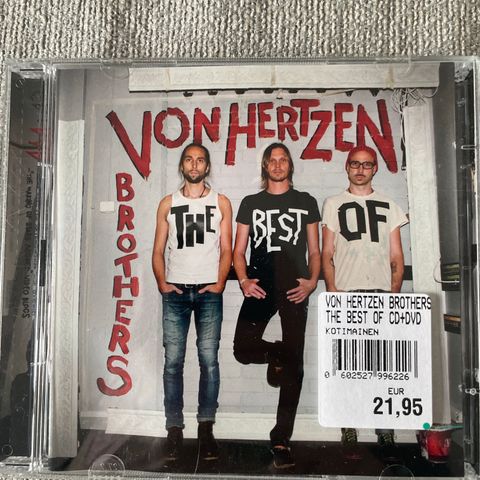 VON HERTZEN
BROTHERS
THE BEST OF
VON HERTZEN BROTHERS
THE BEST OF CD+DVD
KOTIMAINEN
0 602527 996226
EUR
21,95